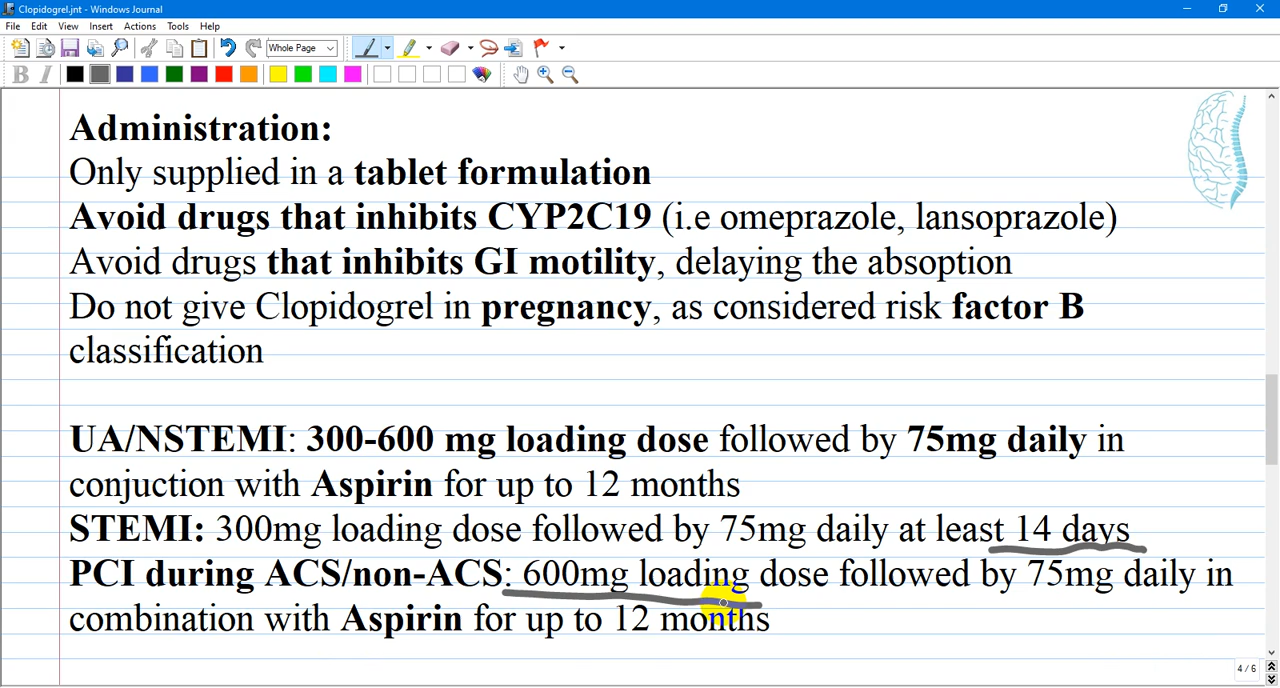 Clopidogrel.jnt - Windows Journal
File Edit View Insert Actions Tools Help
Whole Page
B I
Administration:
Only supplied in a tablet formulation
Avoid drugs that inhibits CYP2C19 (i.e omeprazole, lansoprazole)
Avoid drugs that inhibits GI motility, delaying the absoption
Do not give Clopidogrel in pregnancy, as considered risk factor B
classification
UA/NSTEMI: 300-600 mg loading dose followed by 75mg daily in
conjuction with Aspirin for up to 12 months
STEMI: 300mg loading dose followed by 75mg daily at least 14 days
PCI during ACS/non-ACS: 600mg loading dose followed by 75mg daily in
combination with Aspirin for up to 12 months
4 / 6